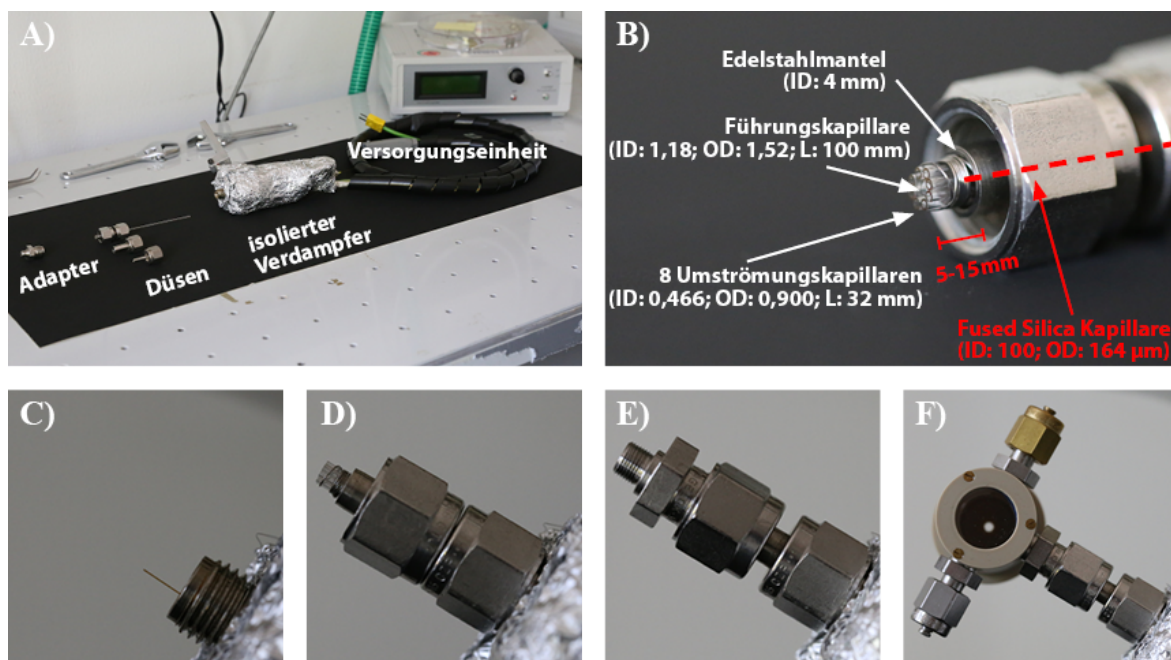 A)
Versorgungseinheit
isolierter
Verdampfer
Adapter
Düsen
B)
Edelstahlmantel
(ID: 4 mm)
Führungskapillare
(ID: 1,18; OD: 1,52; L: 100 mm)
8 Umströmungskapillaren
(ID: 0,466; OD: 0,900; L: 32 mm)
5-15mm
Fused Silica Kapillare
(ID: 100; OD: 164 µm)
C)
D)
E)
F)